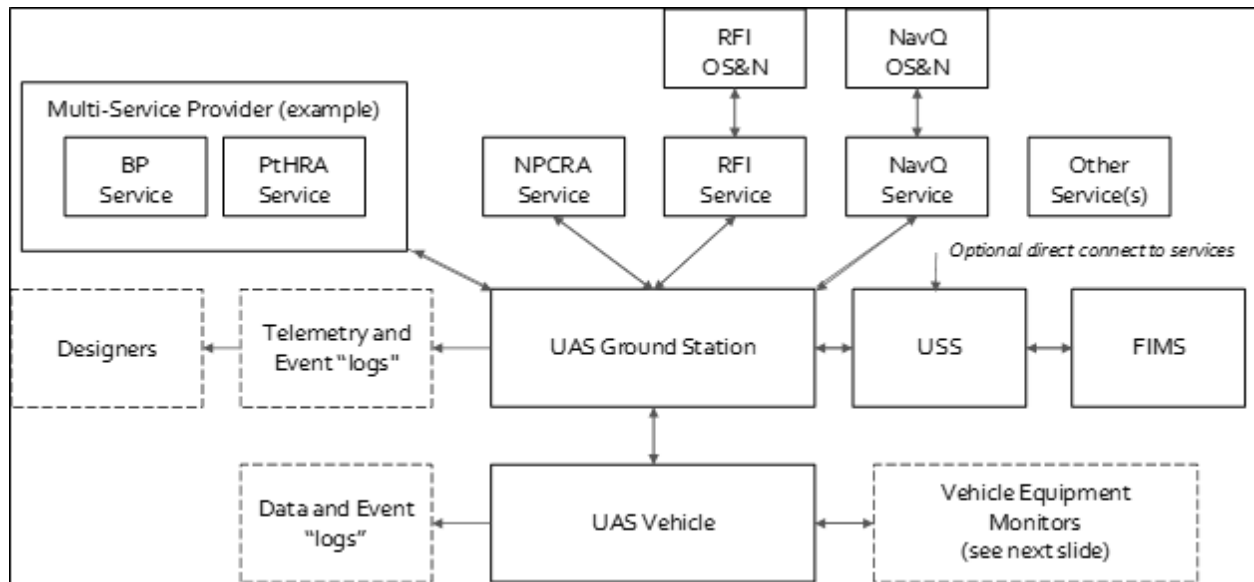 RFI
OS&N
NavQ
OS&N
Multi-Service Provider (example)
BP
Service
PtHRA
Service
NPCRA
Service
RFI
Service
NavQ
Service
Other
Service(s)
Optional direct connect to services
Designers
Telemetry and
Event “logs”
UAS Ground Station
USS
FIMS
Data and Event
“logs”
UAS Vehicle
Vehicle Equipment
Monitors
(see next slide)